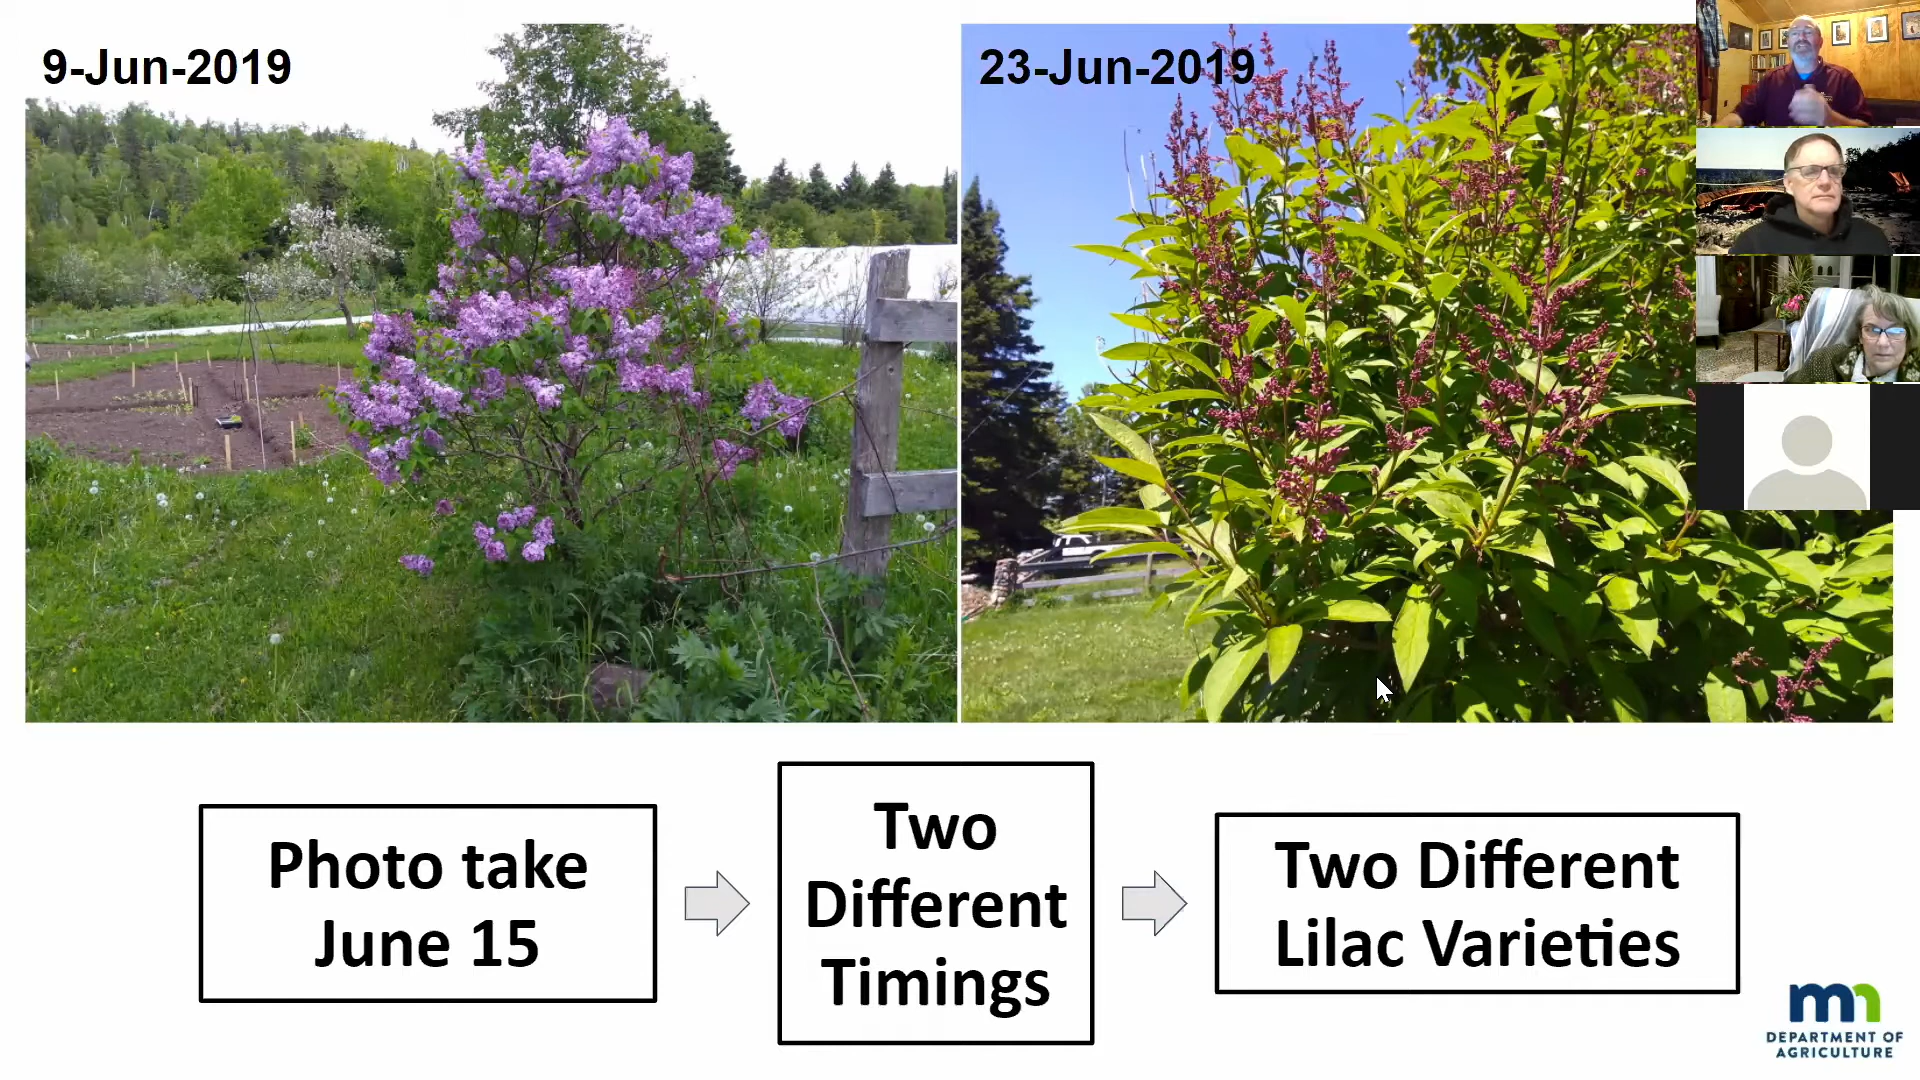 9-Jun-2019
23-Jun-2019
Photo take
June 15
Two
Different
Timings
Two Different
Lilac Varieties
mn
DEPARTMENT OF
AGRICULTURE